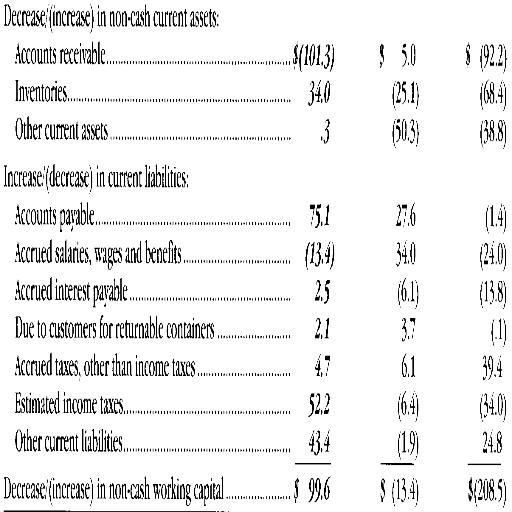 Decrease/(increase) in non-cash current assets:
Accounts receivable $(101.3) $ 5.0 $ (92.2)
Inventories 34.0 (25.1) (68.4)
Other current assets .3 (50.3) (38.8)
Increase/(decrease) in current liabilities:
Accounts payable 75.1 27.6 (1.4)
Accrued salaries, wages and benefits (13.4) 34.0 (24.0)
Accrued interest payable 2.5 (6.1) (13.8)
Due to customers for returnable containers 2.1 3.7 (.1)
Accrued taxes, other than income taxes 4.7 6.1 39.4
Estimated income taxes 52.2 (6.4) (34.0)
Other current liabilities 43.4 (1.9) 24.8
Decrease/(increase) in non-cash working capital $ 99.6 $ (13.4) $(208.5)